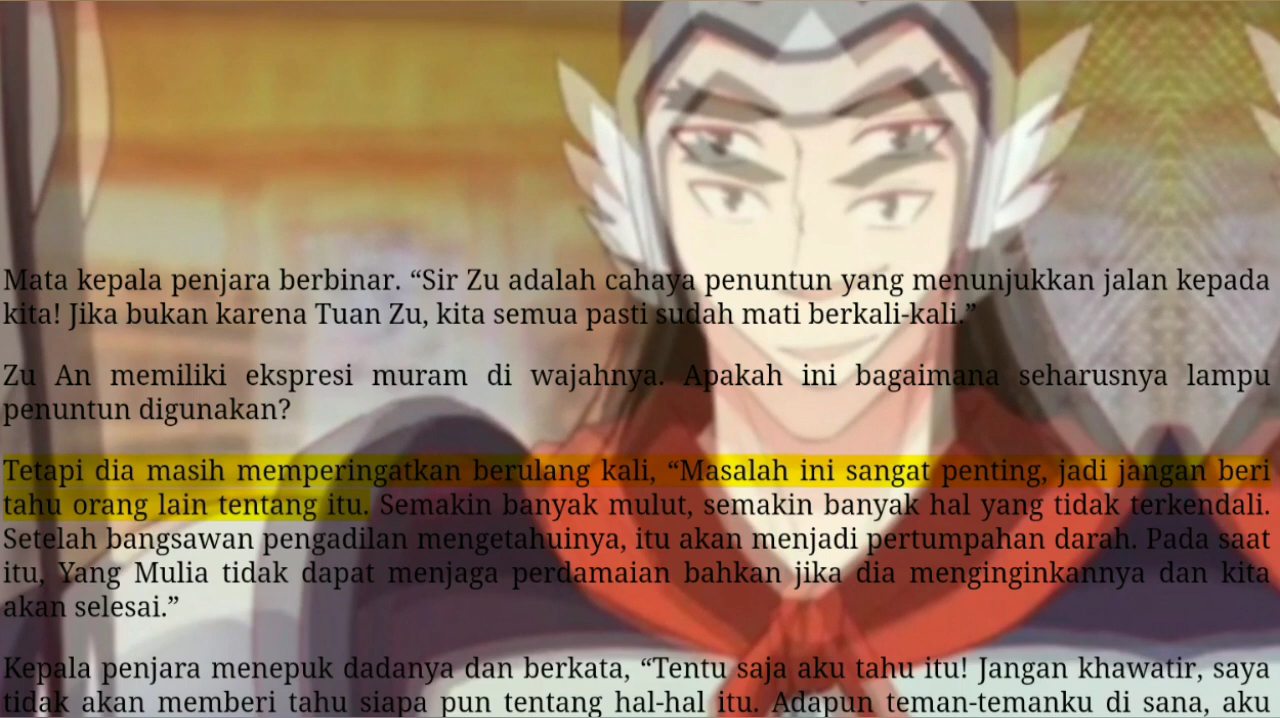 Mata kepala penjara berbinar. “Sir Zu adalah cahaya penuntun yang menunjukkan jalan kepada
kita! Jika bukan karena Tuan Zu, kita semua pasti sudah mati berkali-kali.”
Zu An memiliki ekspresi muram di wajahnya. Apakah ini bagaimana seharusnya lampu
penuntun digunakan?
Tetapi dia masih memperingatkan berulang kali, “Masalah ini sangat penting, jadi jangan beri
tahu orang lain tentang itu. Semakin banyak mulut, semakin banyak hal yang tidak terkendali.
Setelah bangsawan pengadilan mengetahuinya, itu akan menjadi pertumpahan darah. Pada saat
itu, Yang Mulia tidak dapat menjaga perdamaian bahkan jika dia menginginkannya dan kita
akan selesai.”
Kepala penjara menepuk dadanya dan berkata, “Tentu saja aku tahu itu! Jangan khawatir, saya
tidak akan memberi tahu siapa pun tentang hal-hal itu. Adapun teman-temanku di sana, aku